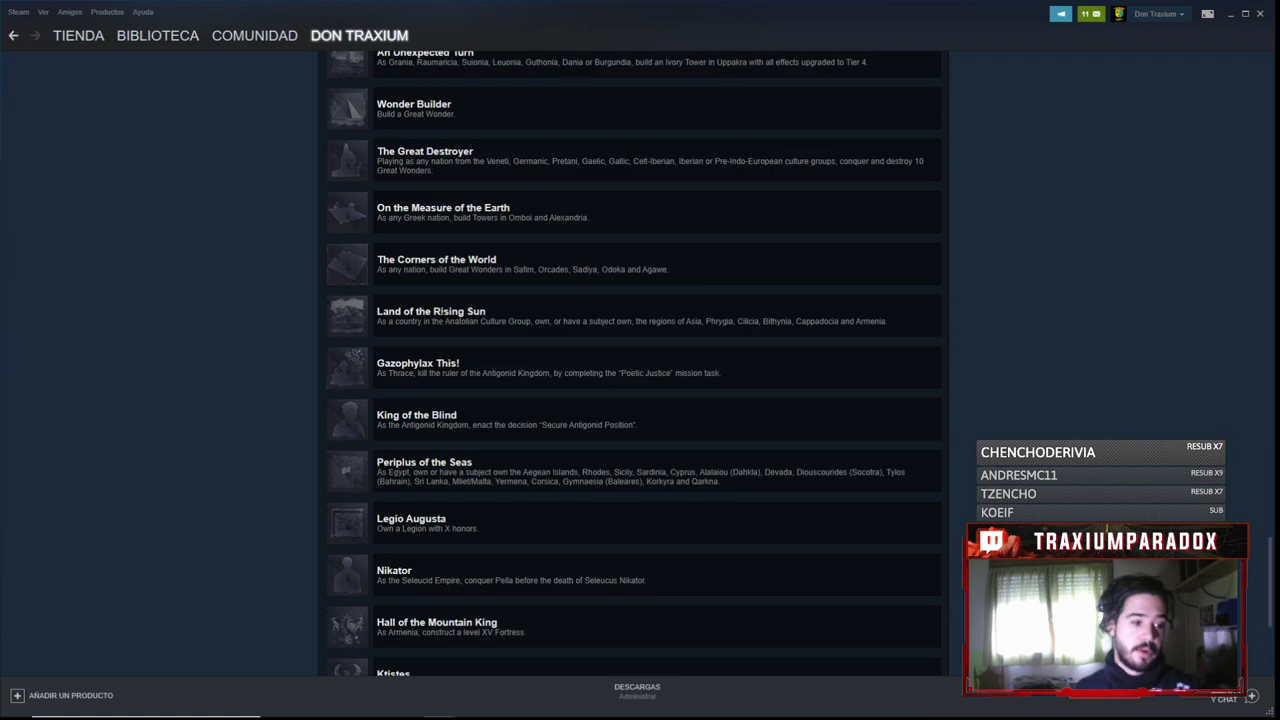 Steam Ver Amigos Productos Ayuda
11 Don Traxium
TIENDA BIBLIOTECA COMUNIDAD DON TRAXIUM
An Unexpected Turn
As Grania, Raumaricia, Suionia, Leuonia, Guthonia, Dania or Burgundia, build an Ivory Tower in Uppakra with all effects upgraded to Tier 4.
Wonder Builder
Build a Great Wonder.
The Great Destroyer
Playing as any nation from the Veneti, Germanic, Pretani, Gaelic, Gallic, Celt-Iberian, Iberian or Pre-Indo-European culture groups, conquer and destroy 10
Great Wonders.
On the Measure of the Earth
As any Greek nation, build Towers in Omboi and Alexandria.
The Corners of the World
As any nation, build Great Wonders in Safim, Orcades, Sadiya, Odoka and Agawe.
Land of the Rising Sun
As a country in the Anatolian Culture Group, own, or have a subject own, the regions of Asia, Phrygia, Cilicia, Bithynia, Cappadocia and Armenia.
Gazophylax This!
As Thrace, kill the ruler of the Antigonid Kingdom, by completing the “Poetic Justice” mission task.
King of the Blind
As the Antigonid Kingdom, enact the decision “Secure Antigonid Position”.
Periplus of the Seas
As Egypt, own or have a subject own the Aegean Islands, Rhodes, Sicily, Sardinia, Cyprus, Alalaiou (Dahlka), Devada, Diouscourides (Socotra), Tylos
(Bahrain), Sri Lanka, Mliet/Malta, Yermena, Corsica, Gymnaesia (Baleares), Korkyra and Qarkna.
Legio Augusta
Own a Legion with X honors.
Nikator
As the Seleucid Empire, conquer Pella before the death of Seleucus Nikator.
Hall of the Mountain King
As Armenia, construct a level XV Fortress.
Ktistes
CHENCHODERIVIA RESUB X7
ANDRESMC11 RESUB X9
TZENCHO RESUB X7
KOEIF SUB
TRAXIUMPARADOX
AÑADIR UN PRODUCTO
DESCARGAS
Administrar
Y CHAT